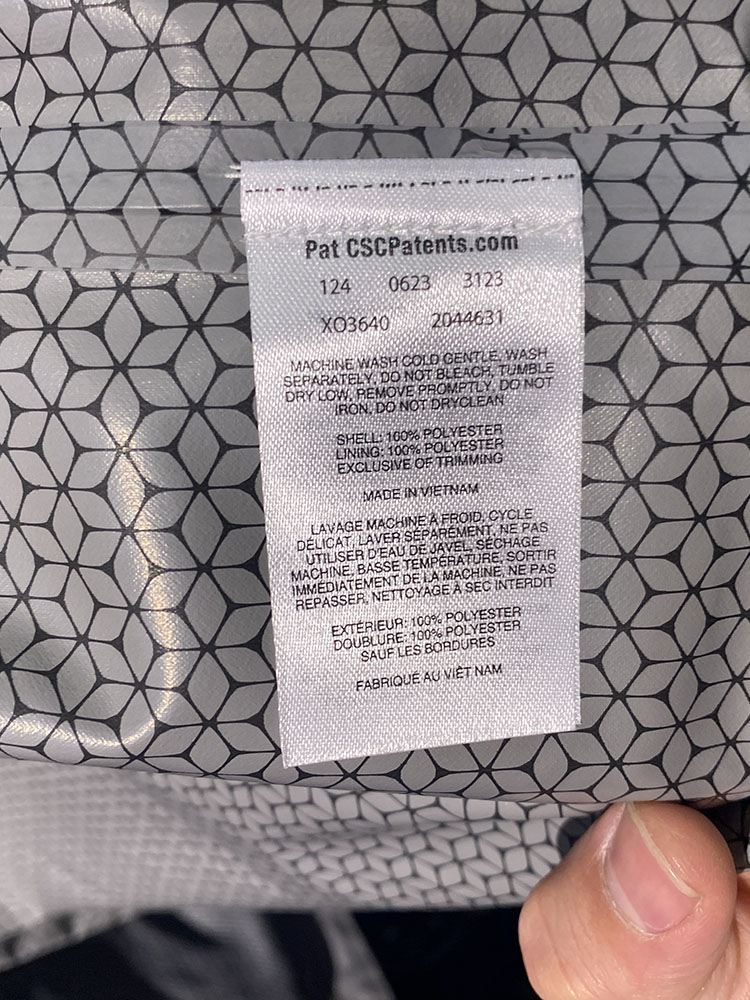 Pat CSCPatents.com
124 0623 3123
XO3640 2044631
MACHINE WASH COLD GENTLE, WASH
SEPARATELY, DO NOT BLEACH, TUMBLE
DRY LOW, REMOVE PROMPTLY, DO NOT
IRON, DO NOT DRYCLEAN
SHELL: 100% POLYESTER
LINING: 100% POLYESTER
EXCLUSIVE OF TRIMMING
MADE IN VIETNAM
LAVAGE MACHINE À FROID, CYCLE
DÉLICAT, LAVER SÉPARÉMENT, NE PAS
UTILISER D'EAU DE JAVEL, SÉCHAGE
MACHINE, BASSE TEMPÉRATURE, SORTIR
IMMÉDIATEMENT DE LA MACHINE, NE PAS
REPASSER, NETTOYAGE À SEC INTERDIT
EXTÉRIEUR: 100% POLYESTER
DOUBLURE: 100% POLYESTER
SAUF LES BORDURES
FABRIQUÉ AU VIÊT NAM